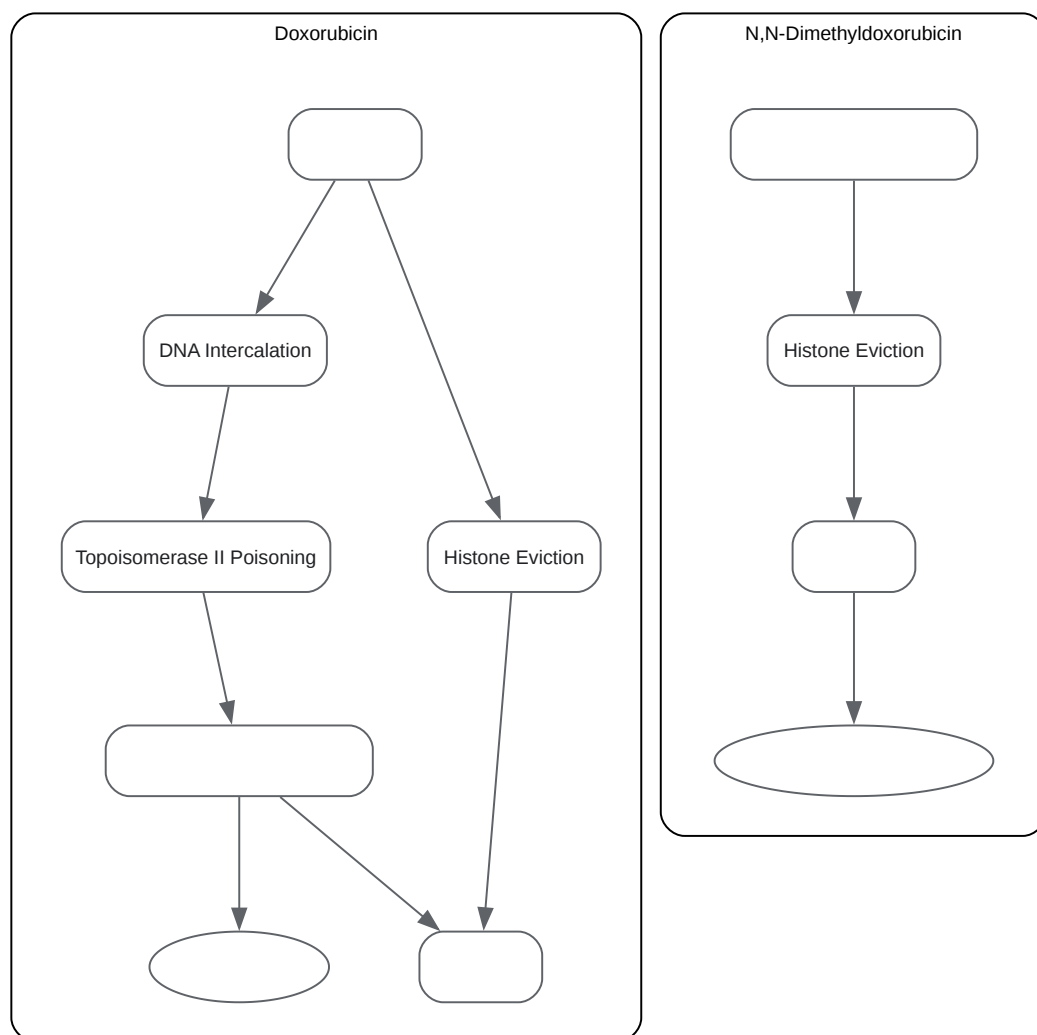 Doxorubicin
N,N-Dimethyldoxorubicin
DNA Intercalation
Histone Eviction
Topoisomerase II Poisoning
Histone Eviction